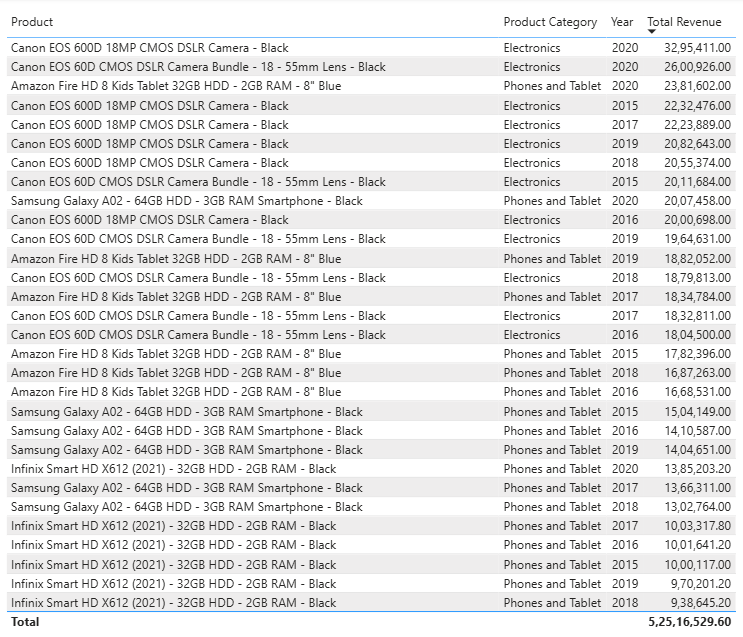 Product Product Category Year Total Revenue
Canon EOS 600D 18MP CMOS DSLR Camera - Black Electronics 2020 32,95,411.00
Canon EOS 60D CMOS DSLR Camera Bundle - 18 - 55mm Lens - Black Electronics 2020 26,00,926.00
Amazon Fire HD 8 Kids Tablet 32GB HDD - 2GB RAM - 8" Blue Phones and Tablet 2020 23,81,602.00
Canon EOS 600D 18MP CMOS DSLR Camera - Black Electronics 2015 22,32,476.00
Canon EOS 600D 18MP CMOS DSLR Camera - Black Electronics 2017 22,23,889.00
Canon EOS 600D 18MP CMOS DSLR Camera - Black Electronics 2019 20,82,643.00
Canon EOS 600D 18MP CMOS DSLR Camera - Black Electronics 2018 20,55,374.00
Canon EOS 60D CMOS DSLR Camera Bundle - 18 - 55mm Lens - Black Electronics 2015 20,11,684.00
Samsung Galaxy A02 - 64GB HDD - 3GB RAM Smartphone - Black Phones and Tablet 2020 20,07,458.00
Canon EOS 600D 18MP CMOS DSLR Camera - Black Electronics 2016 20,00,698.00
Canon EOS 60D CMOS DSLR Camera Bundle - 18 - 55mm Lens - Black Electronics 2019 19,64,631.00
Amazon Fire HD 8 Kids Tablet 32GB HDD - 2GB RAM - 8" Blue Phones and Tablet 2019 18,82,052.00
Canon EOS 60D CMOS DSLR Camera Bundle - 18 - 55mm Lens - Black Electronics 2018 18,79,813.00
Amazon Fire HD 8 Kids Tablet 32GB HDD - 2GB RAM - 8" Blue Phones and Tablet 2017 18,34,784.00
Canon EOS 60D CMOS DSLR Camera Bundle - 18 - 55mm Lens - Black Electronics 2017 18,32,811.00
Canon EOS 60D CMOS DSLR Camera Bundle - 18 - 55mm Lens - Black Electronics 2016 18,04,500.00
Amazon Fire HD 8 Kids Tablet 32GB HDD - 2GB RAM - 8" Blue Phones and Tablet 2015 17,82,396.00
Amazon Fire HD 8 Kids Tablet 32GB HDD - 2GB RAM - 8" Blue Phones and Tablet 2018 16,87,263.00
Amazon Fire HD 8 Kids Tablet 32GB HDD - 2GB RAM - 8" Blue Phones and Tablet 2016 16,68,531.00
Samsung Galaxy A02 - 64GB HDD - 3GB RAM Smartphone - Black Phones and Tablet 2015 15,04,149.00
Samsung Galaxy A02 - 64GB HDD - 3GB RAM Smartphone - Black Phones and Tablet 2016 14,10,587.00
Samsung Galaxy A02 - 64GB HDD - 3GB RAM Smartphone - Black Phones and Tablet 2019 14,04,651.00
Infinix Smart HD X612 (2021) - 32GB HDD - 2GB RAM - Black Phones and Tablet 2020 13,85,203.20
Samsung Galaxy A02 - 64GB HDD - 3GB RAM Smartphone - Black Phones and Tablet 2017 13,66,311.00
Samsung Galaxy A02 - 64GB HDD - 3GB RAM Smartphone - Black Phones and Tablet 2018 13,02,764.00
Infinix Smart HD X612 (2021) - 32GB HDD - 2GB RAM - Black Phones and Tablet 2017 10,03,317.80
Infinix Smart HD X612 (2021) - 32GB HDD - 2GB RAM - Black Phones and Tablet 2016 10,01,641.20
Infinix Smart HD X612 (2021) - 32GB HDD - 2GB RAM - Black Phones and Tablet 2015 10,00,117.00
Infinix Smart HD X612 (2021) - 32GB HDD - 2GB RAM - Black Phones and Tablet 2019 9,70,201.20
Infinix Smart HD X612 (2021) - 32GB HDD - 2GB RAM - Black Phones and Tablet 2018 9,38,645.20
Total 5,25,16,529.60